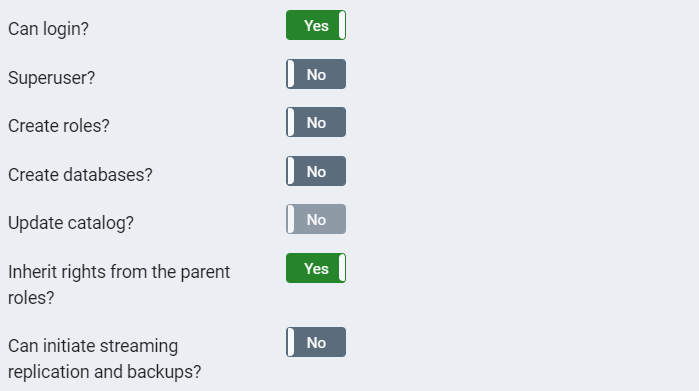 Can login? Yes
Superuser? No
Create roles? No
Create databases? No
Update catalog? No
Inherit rights from the parent Yes
roles?
Can initiate streaming No
replication and backups?